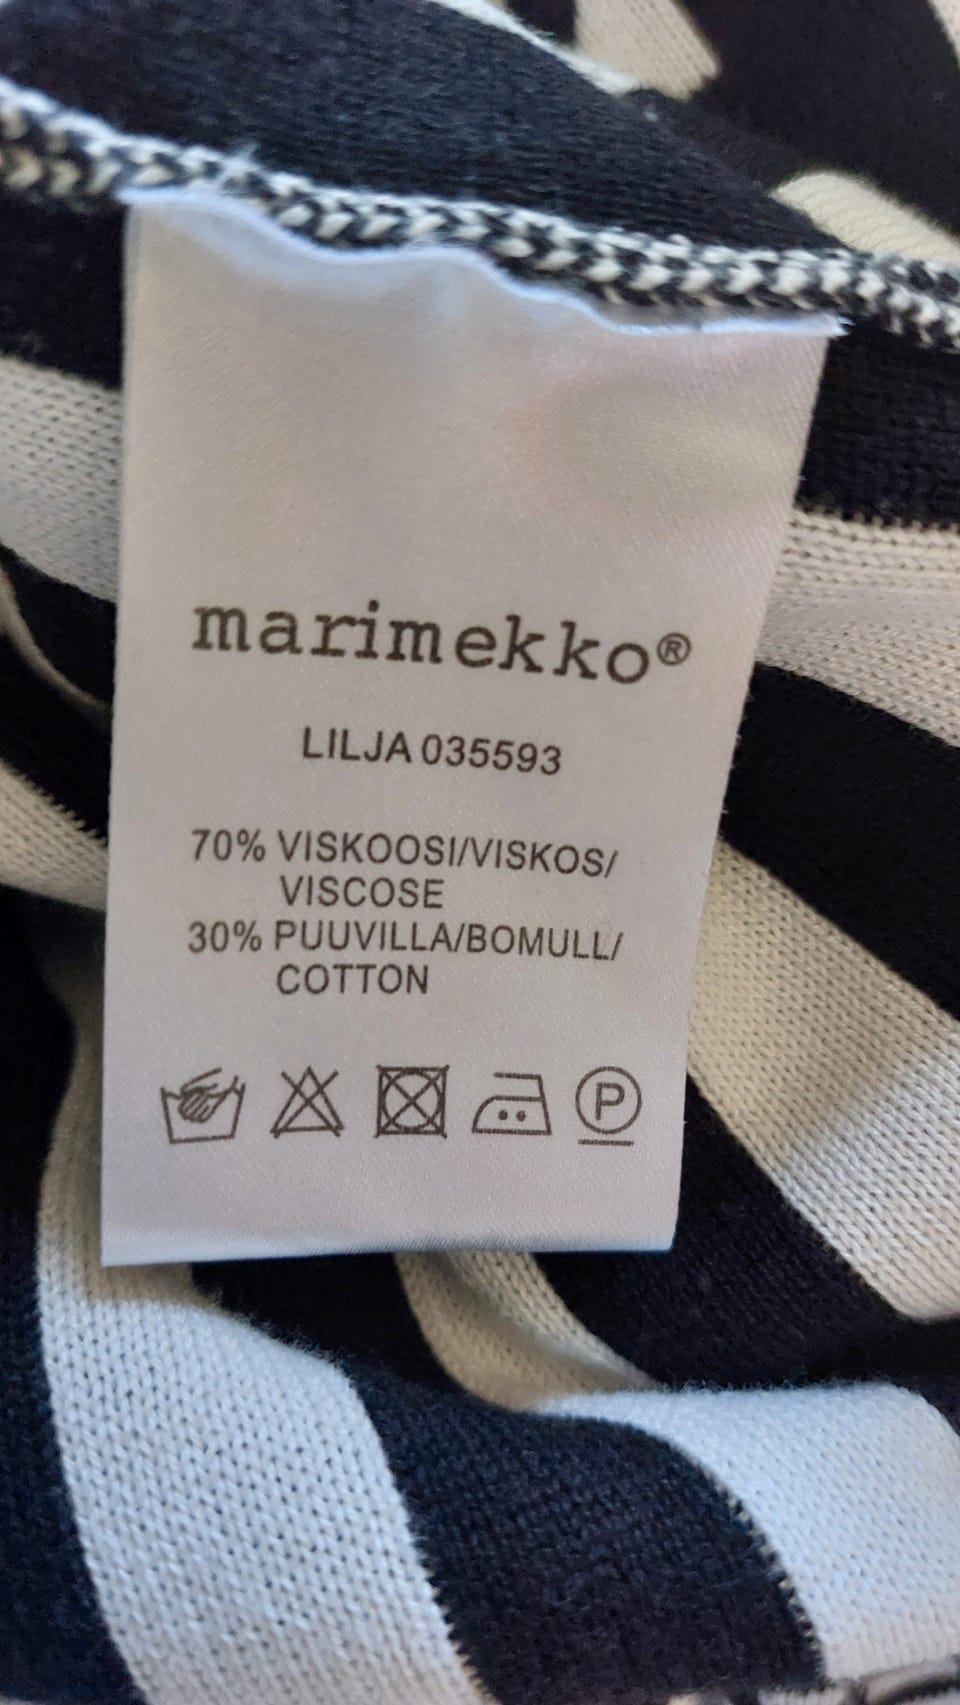 marimekko®
LILJA 035593
70% VISKOOSI/VISKOS/
VISCOSE
30% PUUVILLA/BOMULL/
COTTON
P